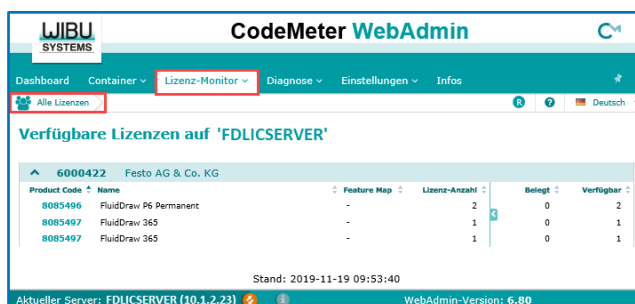 WIBU
SYSTEMS
CodeMeter WebAdmin
CM
Dashboard Container Lizenz-Monitor Diagnose Einstellungen Infos
Alle Lizenzen R ? Deutsch
Verfügbare Lizenzen auf 'FDLICSERVER'
6000422 Festo AG & Co. KG
Product Code Name Feature Map Lizenz-Anzahl Belegt Verfügbar
8085496 FluidDraw P6 Permanent - 2 0 2
8085497 FluidDraw 365 - 1 0 1
8085497 FluidDraw 365 - 1 0 1
Stand: 2019-11-19 09:53:40
Aktueller Server: FDLICSERVER (10.1.2.23) WebAdmin-Version: 6.80